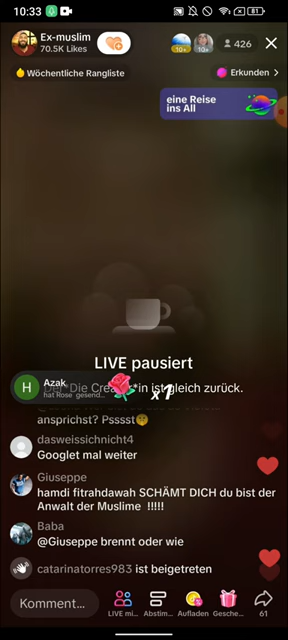 10:33
81
Ex-muslim
70.5K Likes
10+
10+
426
Wöchentliche Rangliste
Erkunden
eine Reise
ins All
LIVE pausiert
H
Azak
hat Rose gesend...
x1
*Die Crea
*in ist gleich zurück.
ansprichst? Pssssst
dasweissichnicht4
Googlet mal weiter
Giuseppe
hamdi fitrahdawah SCHÄMT DICH du bist der
Anwalt der Muslime !!!!!
Baba
@Giuseppe brennt oder wie
catarinatorres983 ist beigetreten
Komment...
LIVE mi...
Abstim...
Aufladen
Gesche...
61